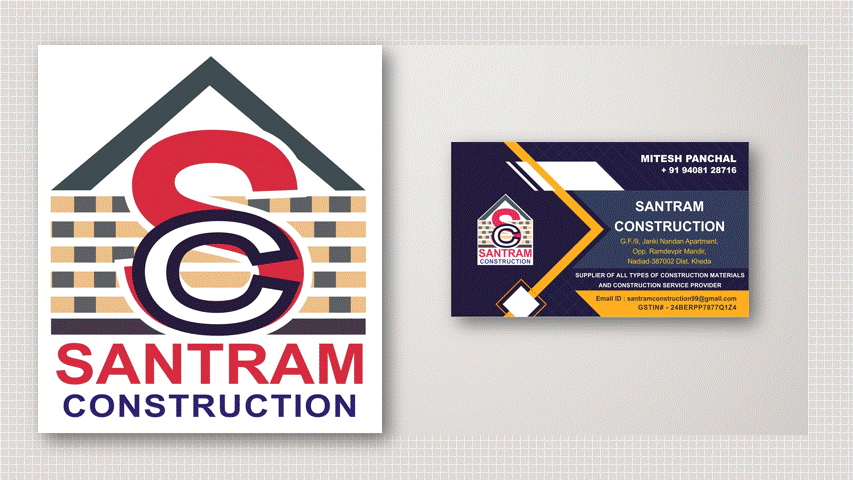 SC
SANTRAM
CONSTRUCTION
MITESH PANCHAL
+ 91 94081 28716
SC
SANTRAM
CONSTRUCTION
SANTRAM
CONSTRUCTION
G.F./9, Janki Nandan Apartment,
Opp. Ramdevpir Mandir,
Nadiad-387002 Dist. Kheda
SUPPLIER OF ALL TYPES OF CONSTRUCTION MATERIALS
AND CONSTRUCTION SERVICE PROVIDER
Email ID : santramconstruction99@gmail.com
GSTIN# - 24BERPP7877Q1Z4